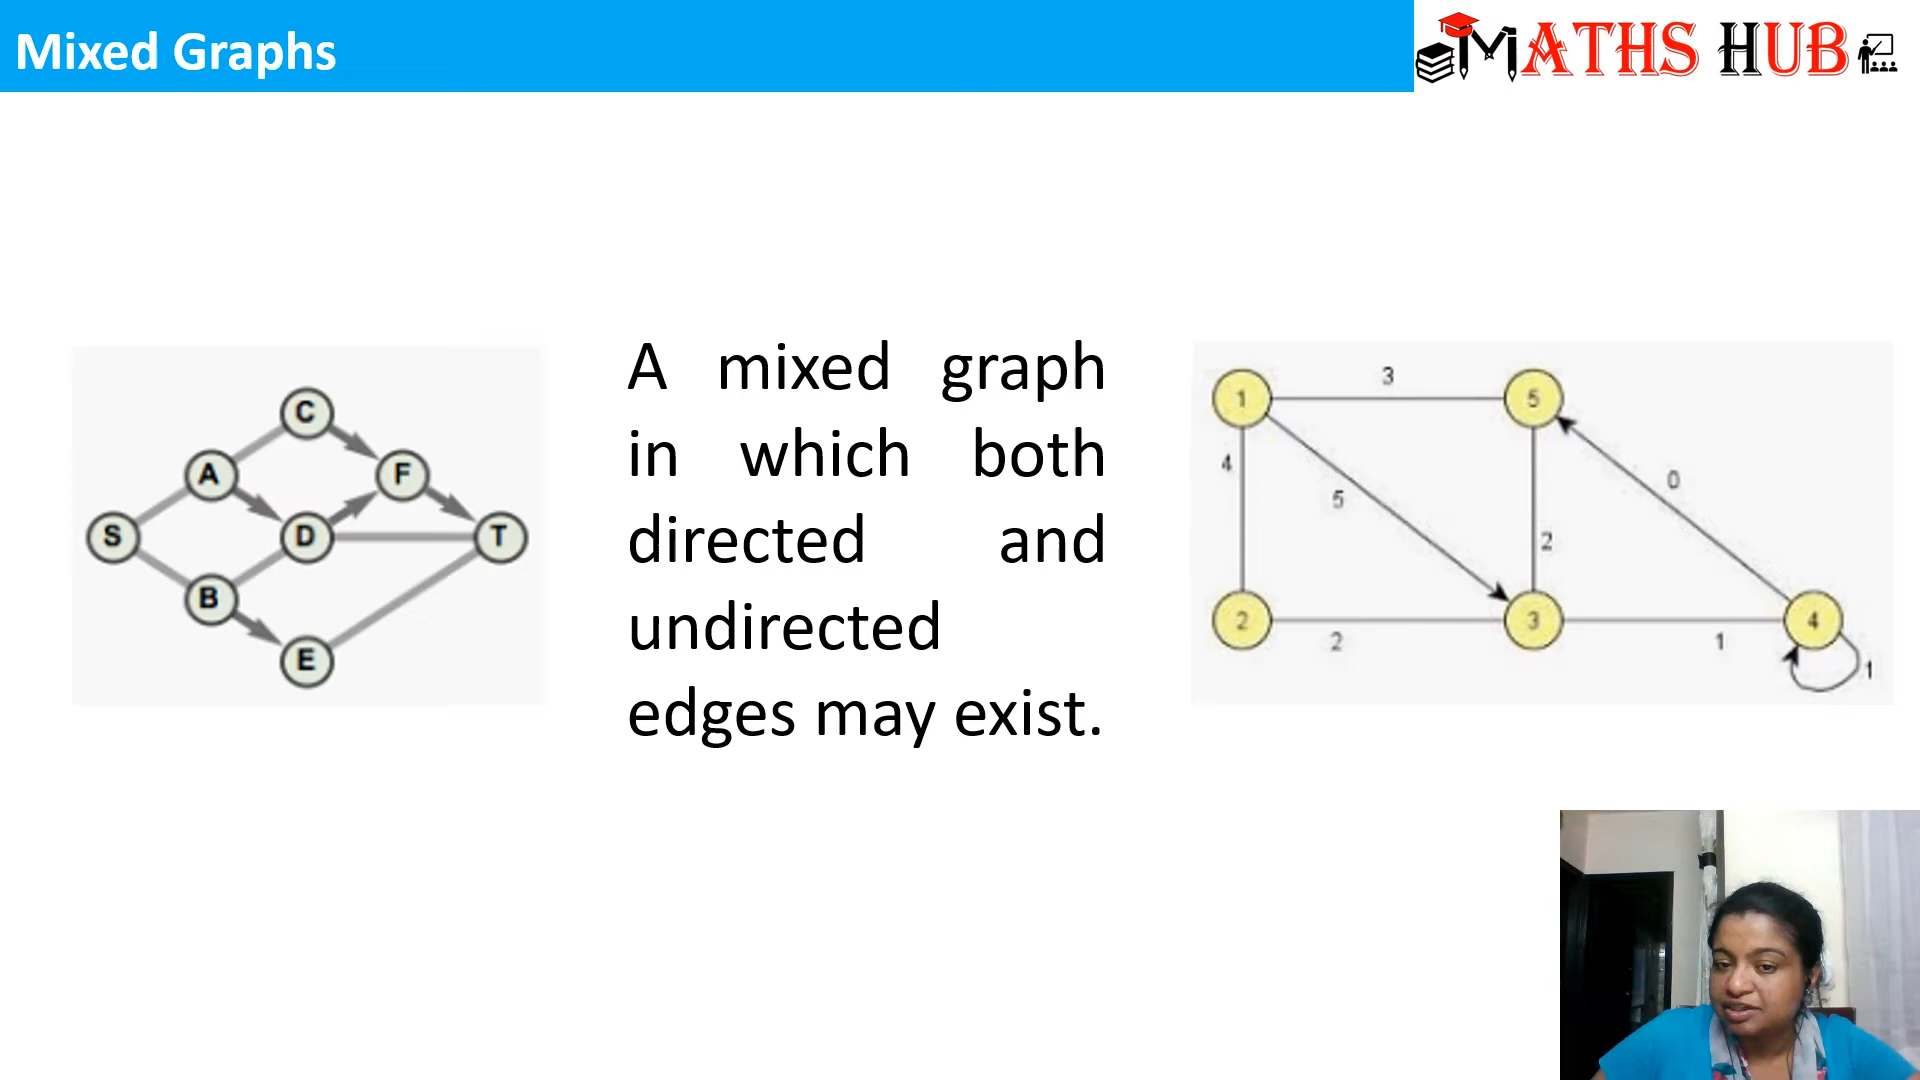 Mixed Graphs
MATHS HUB
A mixed graph
in which both
directed and
undirected
edges may exist.
C
A
F
S
D
T
B
E
3
1
5
4
0
5
2
2
3
4
2
1
1